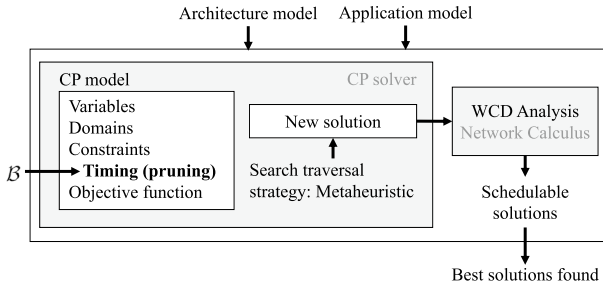 Architecture model
Application model
CP model
CP solver
Variables
Domains
Constraints
Timing (pruning)
Objective function
ℬ
New solution
Search traversal
strategy: Metaheuristic
WCD Analysis
Network Calculus
Schedulable
solutions
Best solutions found